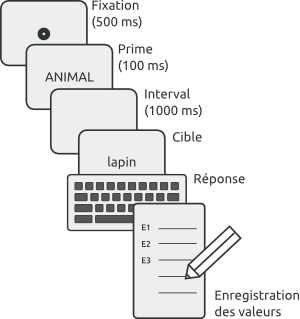 Fixation
(500 ms)
Prime
(100 ms)
ANIMAL
Interval
(1000 ms)
Cible
lapin
Réponse
E1
E2
E3
Enregistration
des valeurs